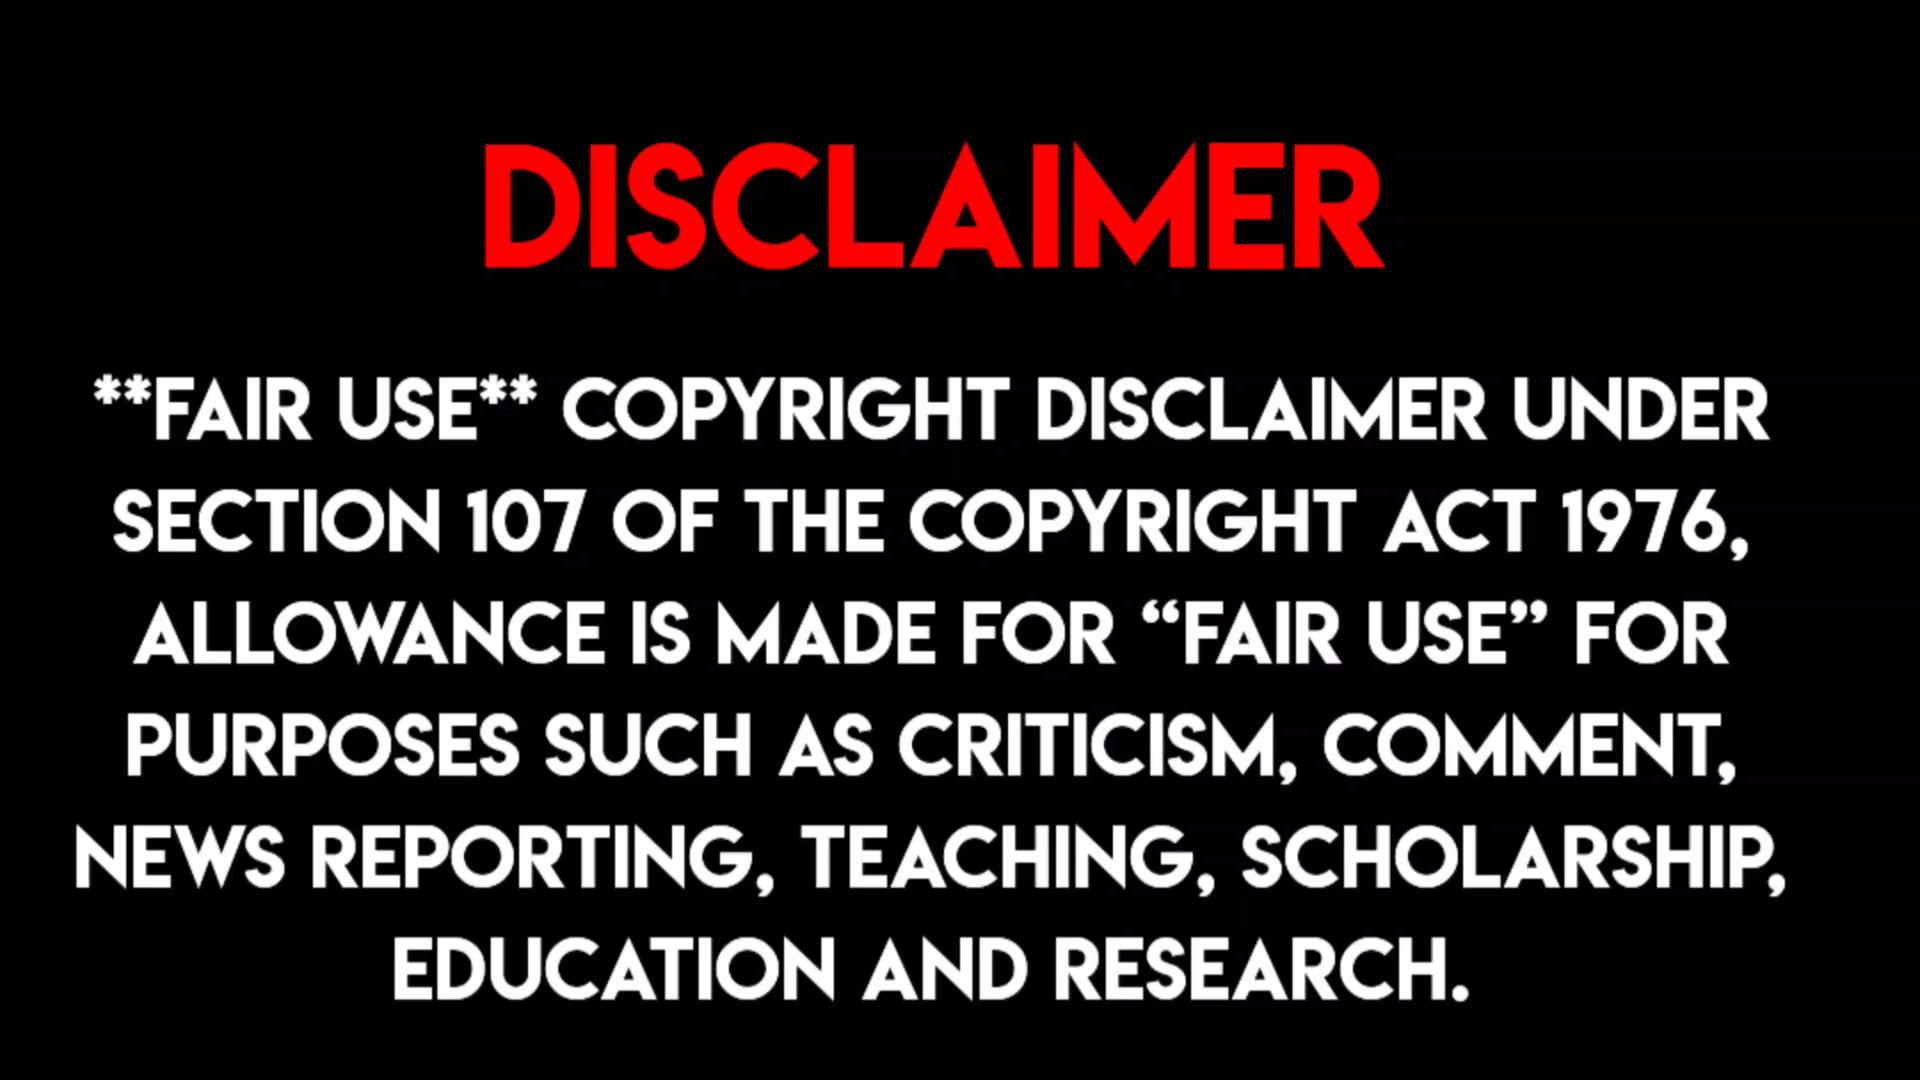 DISCLAIMER
**FAIR USE** COPYRIGHT DISCLAIMER UNDER
SECTION 107 OF THE COPYRIGHT ACT 1976,
ALLOWANCE IS MADE FOR “FAIR USE” FOR
PURPOSES SUCH AS CRITICISM, COMMENT,
NEWS REPORTING, TEACHING, SCHOLARSHIP,
EDUCATION AND RESEARCH.